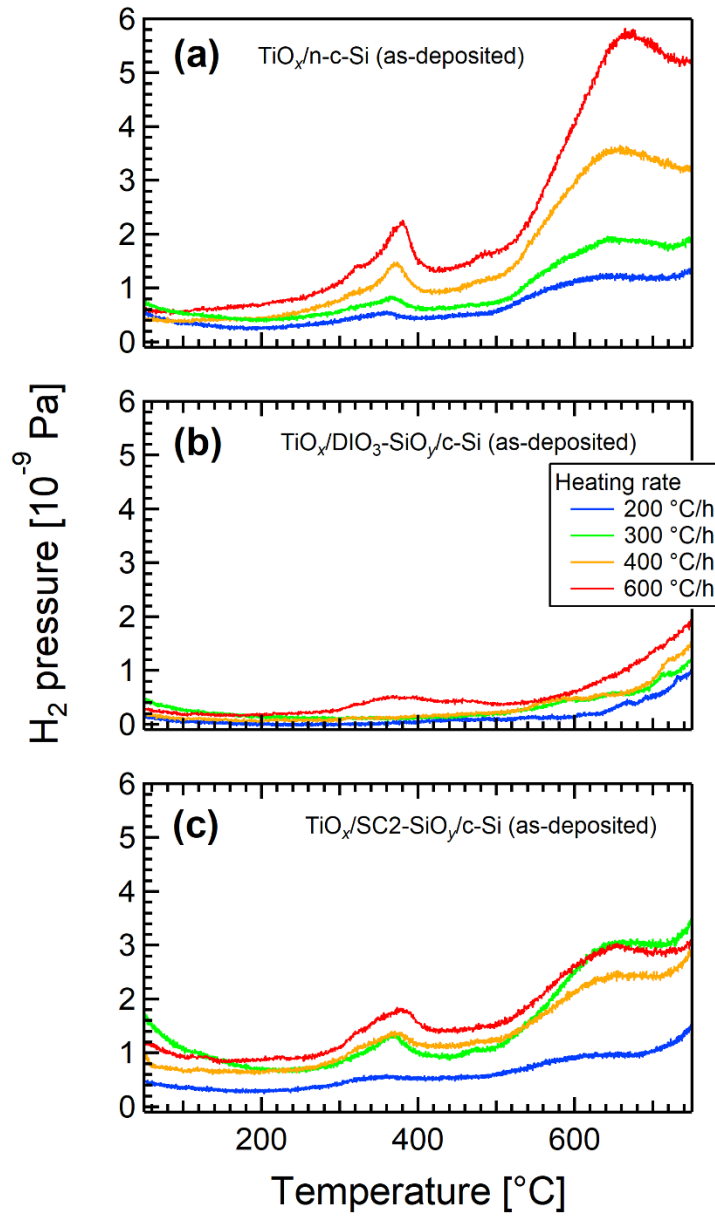 6
(a) TiOx/n-c-Si (as-deposited)
5
4
3
2
1
0
6
(b) TiOx/DIO3-SiOy/c-Si (as-deposited)
5
Heating rate
4
200 °C/h
300 °C/h
3
400 °C/h
600 °C/h
2
1
0
H2 pressure [10-9 Pa]
6
(c) TiOx/SC2-SiOy/c-Si (as-deposited)
5
4
3
2
1
0
200 400 600
Temperature [°C]